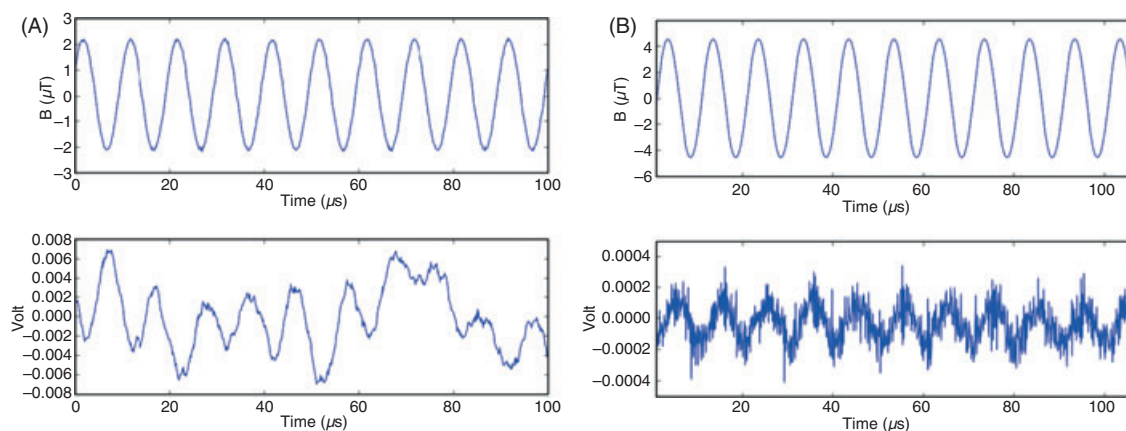 (A)
3
2
1
0
−1
−2
−3
B (μT)
0 20 40 60 80 100
Time (μs)
0.008
0.006
0.004
0.002
0.000
−0.002
−0.004
−0.006
−0.008
Volt
0 20 40 60 80 100
Time (μs)
(B)
4
2
0
−2
−4
−6
B (μT)
20 40 60 80 100
Time (μs)
0.0004
0.0002
0.0000
−0.0002
−0.0004
Volt
20 40 60 80 100
Time (μs)